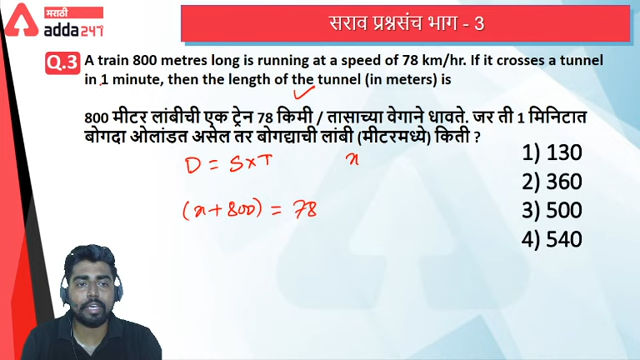 मराठी
adda247
सराव प्रश्नसंच भाग - 3
Q.3 A train 800 metres long is running at a speed of 78 km/hr. If it crosses a tunnel
in 1 minute, then the length of the tunnel (in meters) is
800 मीटर लांबीची एक ट्रेन 78 किमी / तासाच्या वेगाने धावते. जर ती 1 मिनिटात
बोगदा ओलांडत असेल तर बोगद्याची लांबी (मीटरमध्ये) किती ?
D = S×T x
(x+800) = 78
1) 130
2) 360
3) 500
4) 540